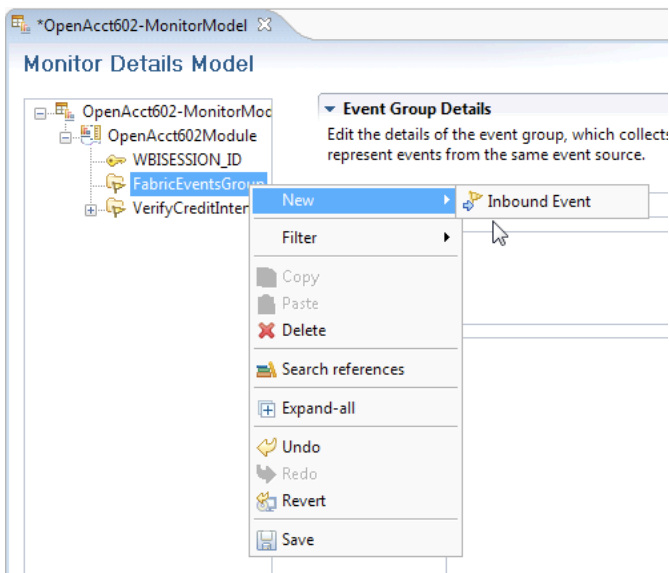 *OpenAcct602-MonitorModel
Monitor Details Model
OpenAcct602-MonitorMod
OpenAcct602Module
WBISESSION_ID
FabricEventsGroup
VerifyCreditInter
Event Group Details
Edit the details of the event group, which collects
represent events from the same event source.
New
Inbound Event
Filter
Copy
Paste
Delete
Search references
Expand-all
Undo
Redo
Revert
Save